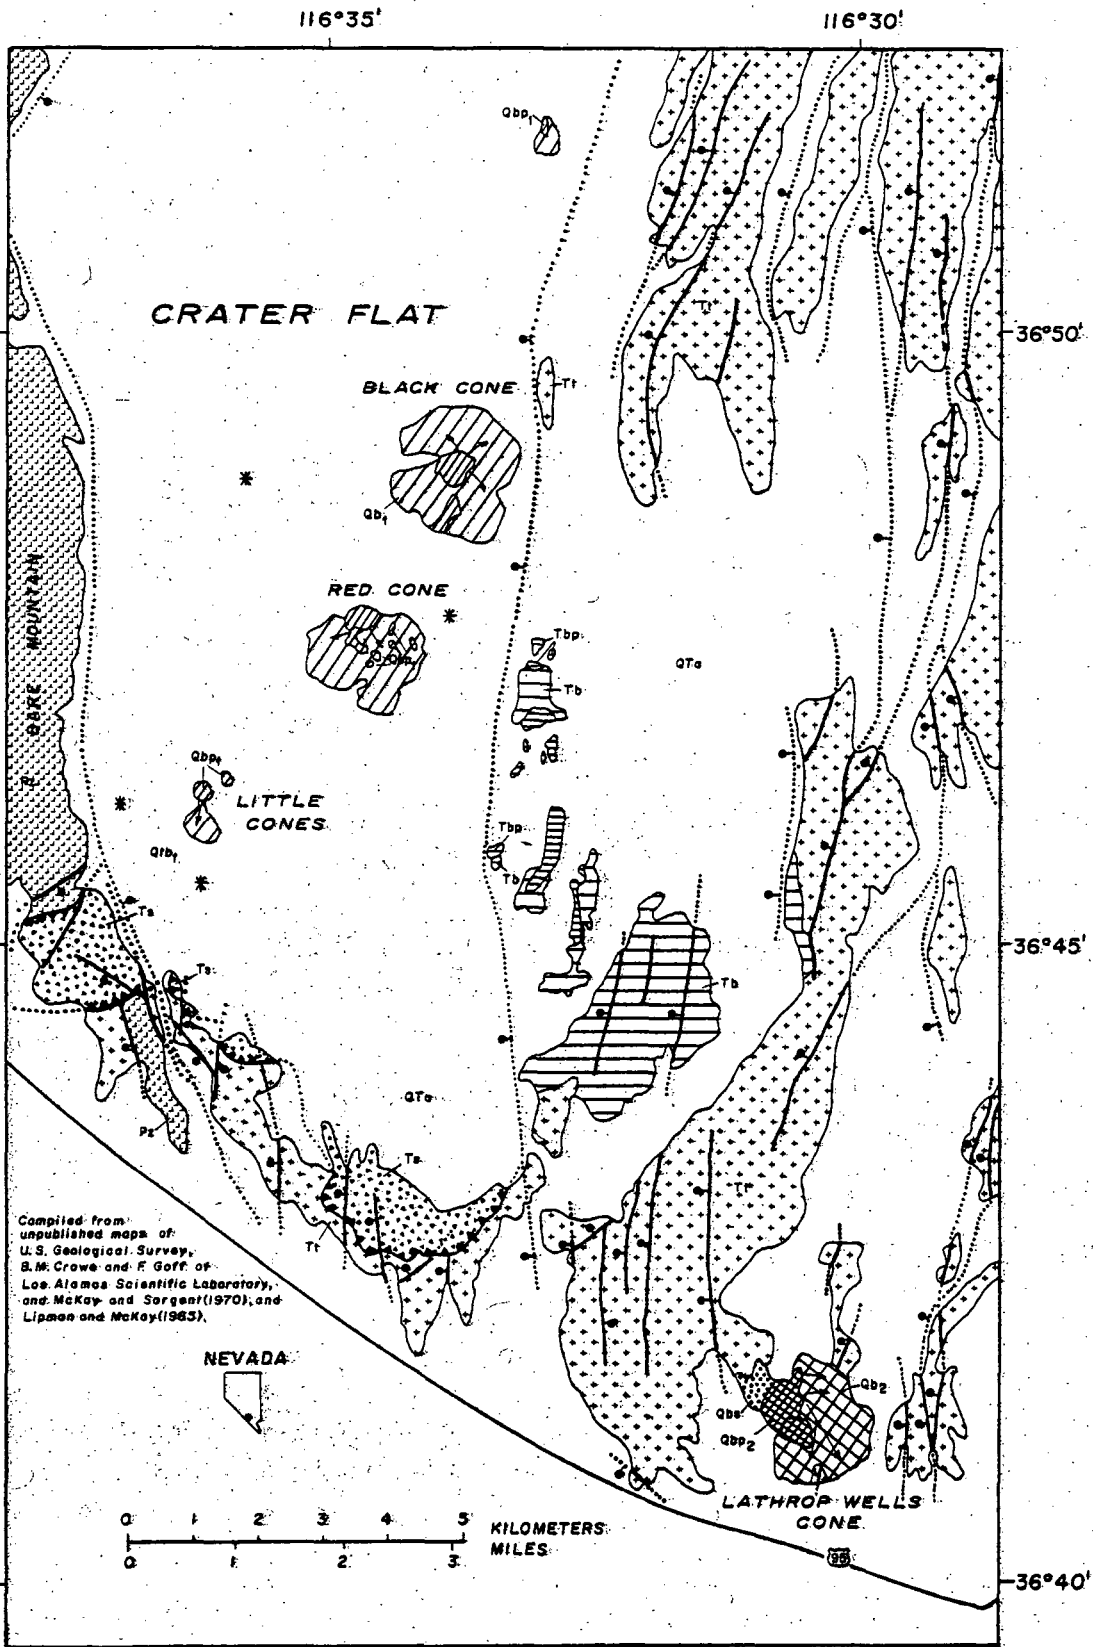 116°35'
116°30'
Qbp1
CRATER FLAT
Tt
36°50'
BLACK CONE
Tt
Qb1
BARE MOUNTAIN
RED CONE
Tbp
QTa
Tb
Qbp1
LITTLE
CONES
Tbp
Tb
Ts
36°45'
Ts
Tb
QTa
Pz
Ts
Tt
Tt
Compiled from
unpublished maps of
U.S. Geological Survey,
B.M. Crowe and F. Goff of
Los Alamos Scientific Laboratory,
and McKay and Sargent (1970), and
Lipman and McKay (1965).
NEVADA
Qb2
Qbs
Qbp2
LATHROP WELLS
CONE
0 1 2 3 4 5
KILOMETERS
MILES
0 1 2 3
95
36°40'